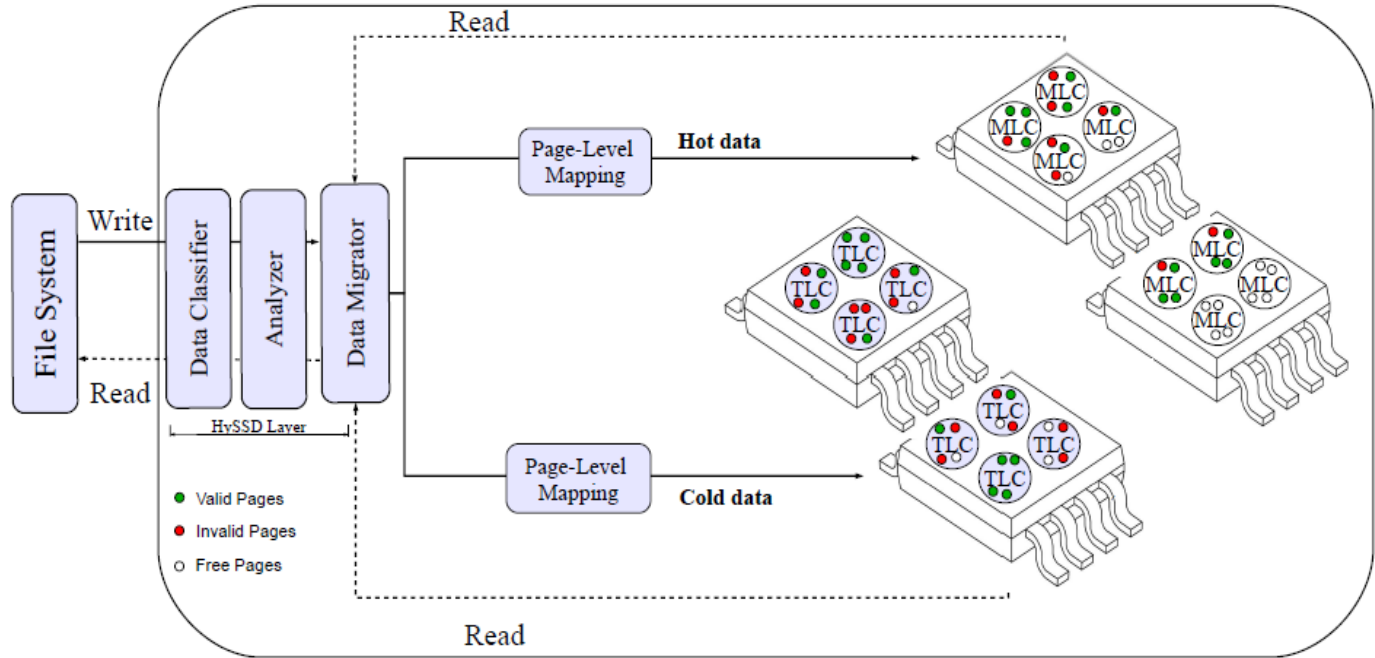 Read
MLC
MLC
MLC
MLC
Page-Level
Mapping
Hot data
File System
Write
Read
Data Classifier
Analyzer
Data Migrator
HySSD Layer
TLC
TLC
TLC
TLC
MLC
MLC
MLC
MLC
Page-Level
Mapping
Cold data
TLC
TLC
TLC
TLC
Valid Pages
Invalid Pages
Free Pages
Read